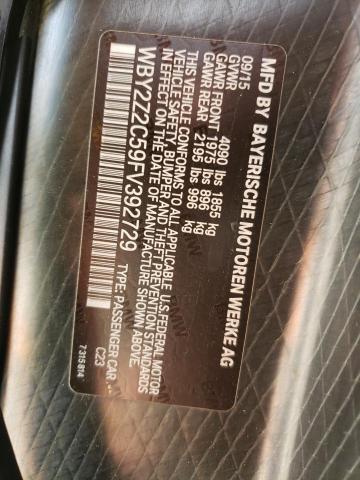 MFD BY BAYERISCHE MOTOREN WERKE AG
09/15
GVWR 4090 lbs 1855 kg
GAWR FRONT 1975 lbs 896 kg
GAWR REAR 2195 lbs 996 kg
THIS VEHICLE CONFORMS TO ALL APPLICABLE U.S.FEDERAL MOTOR
VEHICLE SAFETY, BUMPER AND THEFT PREVENTION STANDARDS
IN EFFECT ON THE DATE OF MANUFACTURE SHOWN ABOVE.
WBY2Z2C59FV392729 TYPE: PASSENGER CAR
C23
7315814